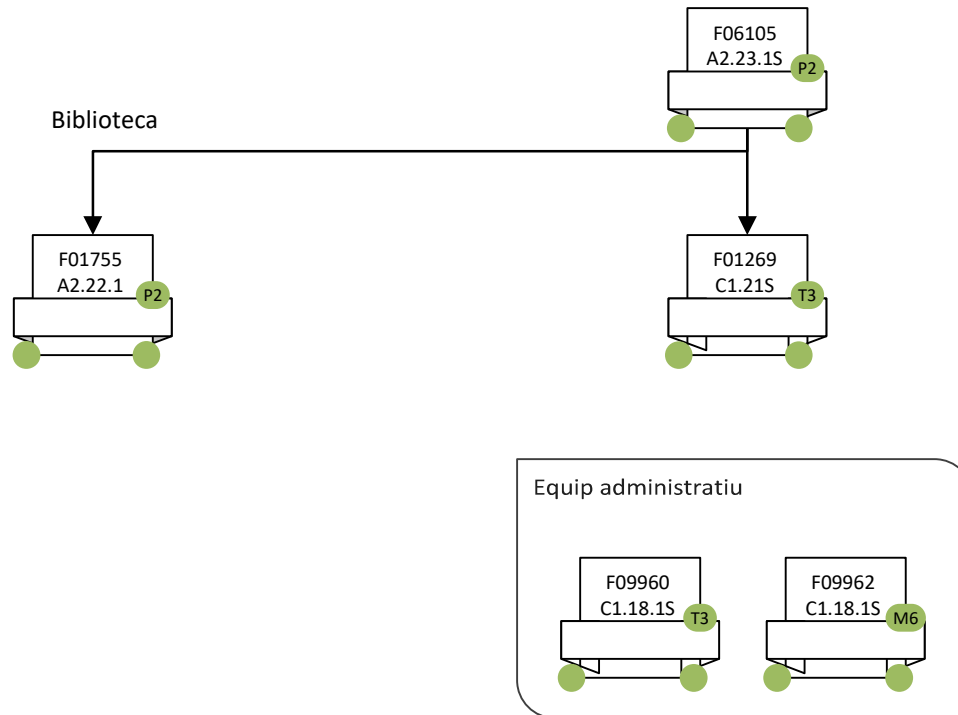 F06105
A2.23.1S
P2
Biblioteca
F01755
A2.22.1
P2
F01269
C1.21S
T3
Equip administratiu
F09960
C1.18.1S
T3
F09962
C1.18.1S
M6